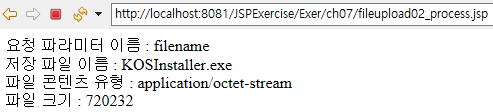 http://localhost:8081/JSPExercise/Exer/ch07/fileupload02_process.jsp
요청 파라미터 이름 : filename
저장 파일 이름 : KOSInstaller.exe
파일 콘텐츠 유형 : application/octet-stream
파일 크기 : 720232